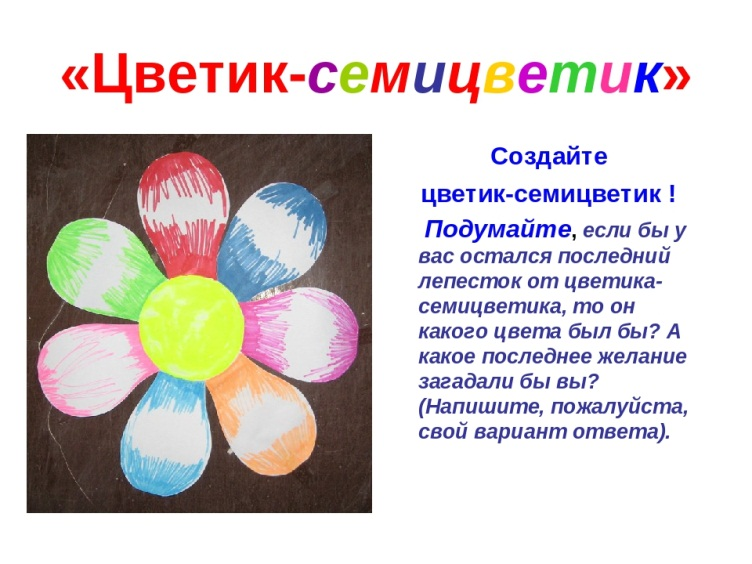 «Цветик-семицветик»
Создайте
цветик-семицветик !
Подумайте, если бы у
вас остался последний
лепесток от цветика-
семицветика, то он
какого цвета был бы? А
какое последнее желание
загадали бы вы?
(Напишите, пожалуйста,
свой вариант ответа).